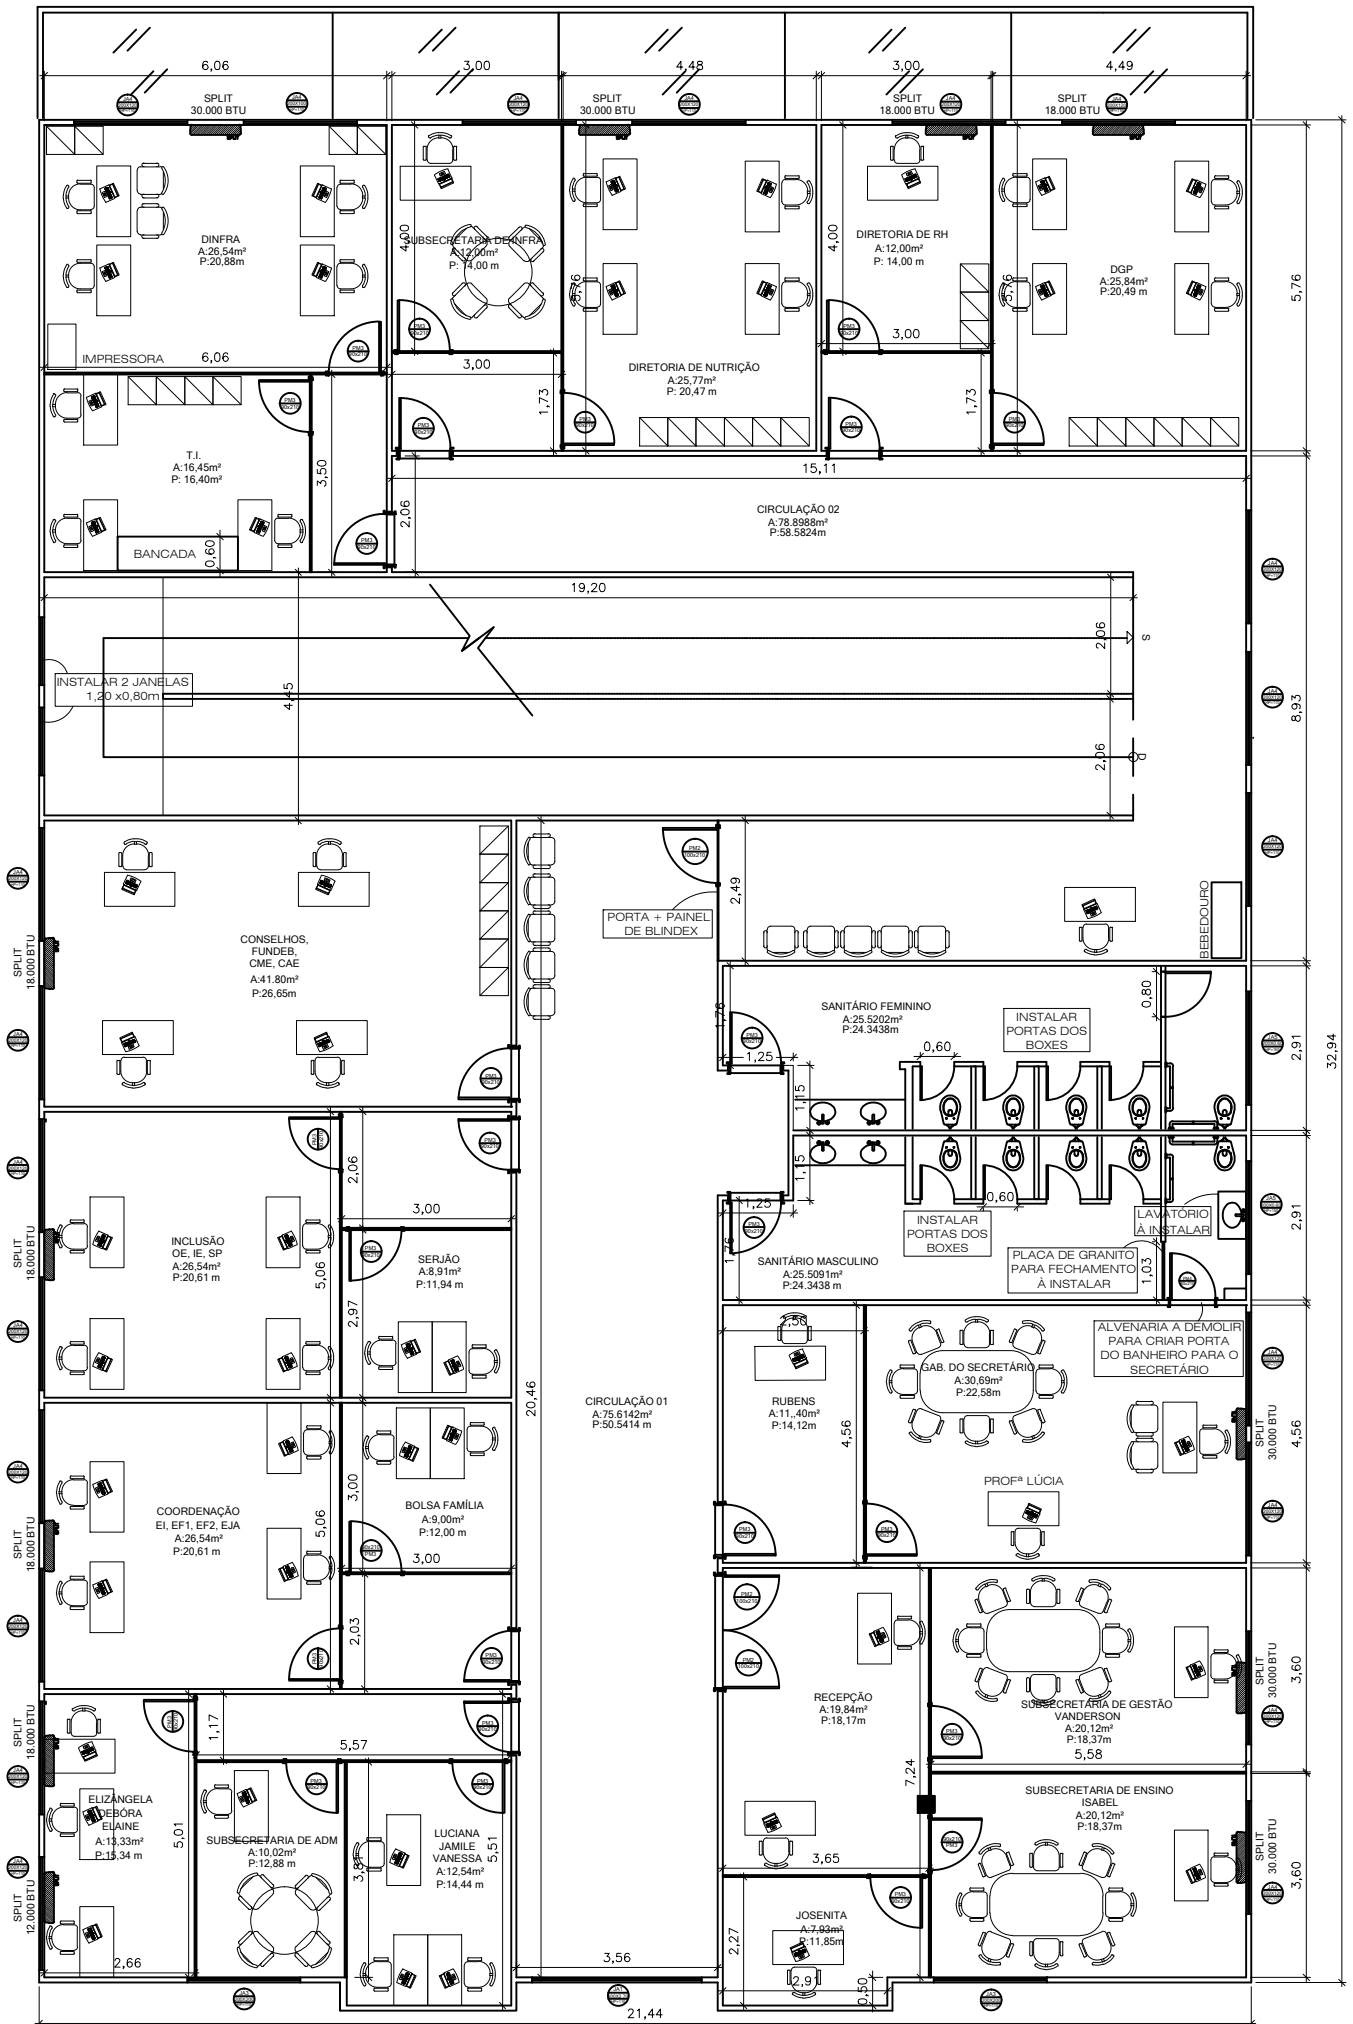 6,06
3,00
4,48
3,00
4,49
SPLIT
30.000 BTU
SPLIT
30.000 BTU
SPLIT
18.000 BTU
SPLIT
18.000 BTU
DINFRA
A:26,54m²
P:20,88m
IMPRESSORA
6,06
4,00
SUBSECRETARIA DE INFRA
A:12,00m²
P: 14,00 m
3,00
1,73
5,76
DIRETORIA DE NUTRIÇÃO
A:25,77m²
P: 20,47 m
4,00
DIRETORIA DE RH
A:12,00m²
P: 14,00 m
3,00
1,73
5,76
DGP
A:25,84m²
P:20,49 m
5,76
T.I.
A:16,45m²
P: 16,40m²
3,50
BANCADA
0,60
2,06
15,11
CIRCULAÇÃO 02
A:78.8988m²
P:58.5824m
19,20
2,06
S
INSTALAR 2 JANELAS
1,20 x0,80m
4,45
2,06
D
8,93
32,94
CONSELHOS,
FUNDEB,
CME, CAE
A:41.80m²
P:26,65m
SPLIT
18.000 BTU
PM2
100x210
PORTA + PAINEL
DE BLINDEX
2,49
BEBEDOURO
1,76
SANITÁRIO FEMININO
A:25.5202m²
P:24.3438m
INSTALAR
PORTAS DOS
BOXES
0,80
1,25
0,60
1,15
2,91
1,15
1,25
0,60
1,76
INSTALAR
PORTAS DOS
BOXES
LAVATÓRIO
À INSTALAR
SANITÁRIO MASCULINO
A:25.5091m²
P:24.3438 m
PLACA DE GRANITO
PARA FECHAMENTO
À INSTALAR
1,03
2,91
ALVENARIA A DEMOLIR
PARA CRIAR PORTA
DO BANHEIRO PARA O
SECRETÁRIO
INCLUSÃO
OE, IE, SP
A:26,54m²
P:20,61 m
SPLIT
18.000 BTU
5,06
2,06
3,00
SERJÃO
A:8,91m²
P:11,94 m
2,97
20,46
CIRCULAÇÃO 01
A:75.6142m²
P:50.5414 m
2,50
RUBENS
A:11,,40m²
P:14,12m
4,56
GAB. DO SECRETÁRIO
A:30,69m²
P:22,58m
PROFª LÚCIA
SPLIT
30.000 BTU
4,56
COORDENAÇÃO
EI, EF1, EF2, EJA
A:26,54m²
P:20,61 m
SPLIT
18.000 BTU
5,06
3,00
BOLSA FAMÍLIA
A:9,00m²
P:12,00 m
3,00
2,03
PM2
100x210
PM2
100x210
RECEPÇÃO
A:19,84m²
P:18,17m
7,24
3,65
SUBSECRETARIA DE GESTÃO
VANDERSON
A:20,12m²
P:18,37m
5,58
SPLIT
30.000 BTU
3,60
SUBSECRETARIA DE ENSINO
ISABEL
A:20,12m²
P:18,37m
SPLIT
30.000 BTU
3,60
SPLIT
18.000 BTU
1,17
5,57
ELIZÂNGELA
DEBÓRA
ELAINE
A:13,33m²
P:15,34 m
5,01
SPLIT
12.000 BTU
2,66
SUBSECRETARIA DE ADM
A:10,02m²
P:12,88 m
LUCIANA
JAMILE
VANESSA
A:12,54m²
P:14,44 m
5,51
3,56
JOSENITA
A:7,93m²
P:11,85m
2,27
2,91
0,50
21,44